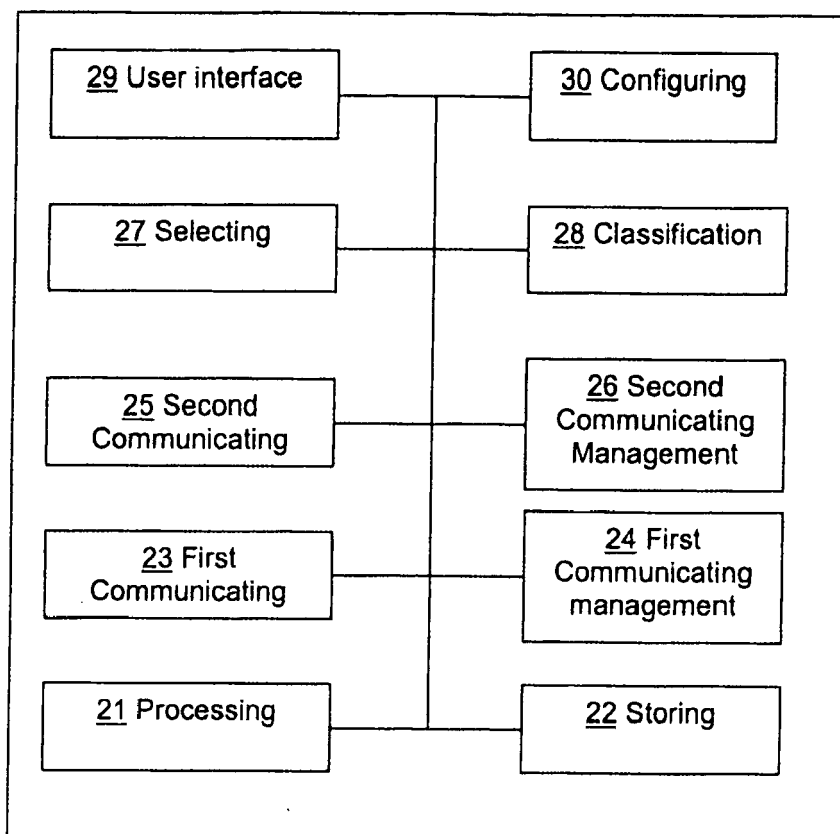 29 User interface
30 Configuring
27 Selecting
28 Classification
25 Second
Communicating
26 Second
Communicating
Management
23 First
Communicating
24 First
Communicating
management
21 Processing
22 Storing